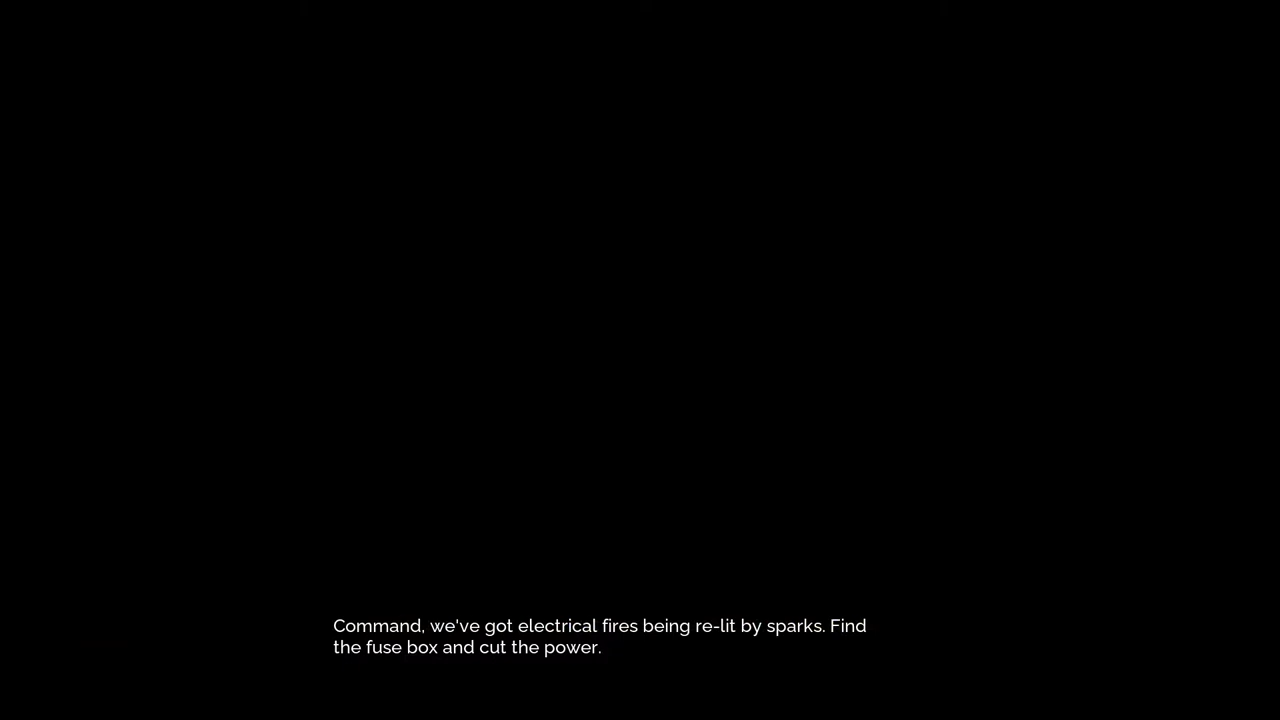 Command, we've got electrical fires being re-lit by sparks. Find
the fuse box and cut the power.